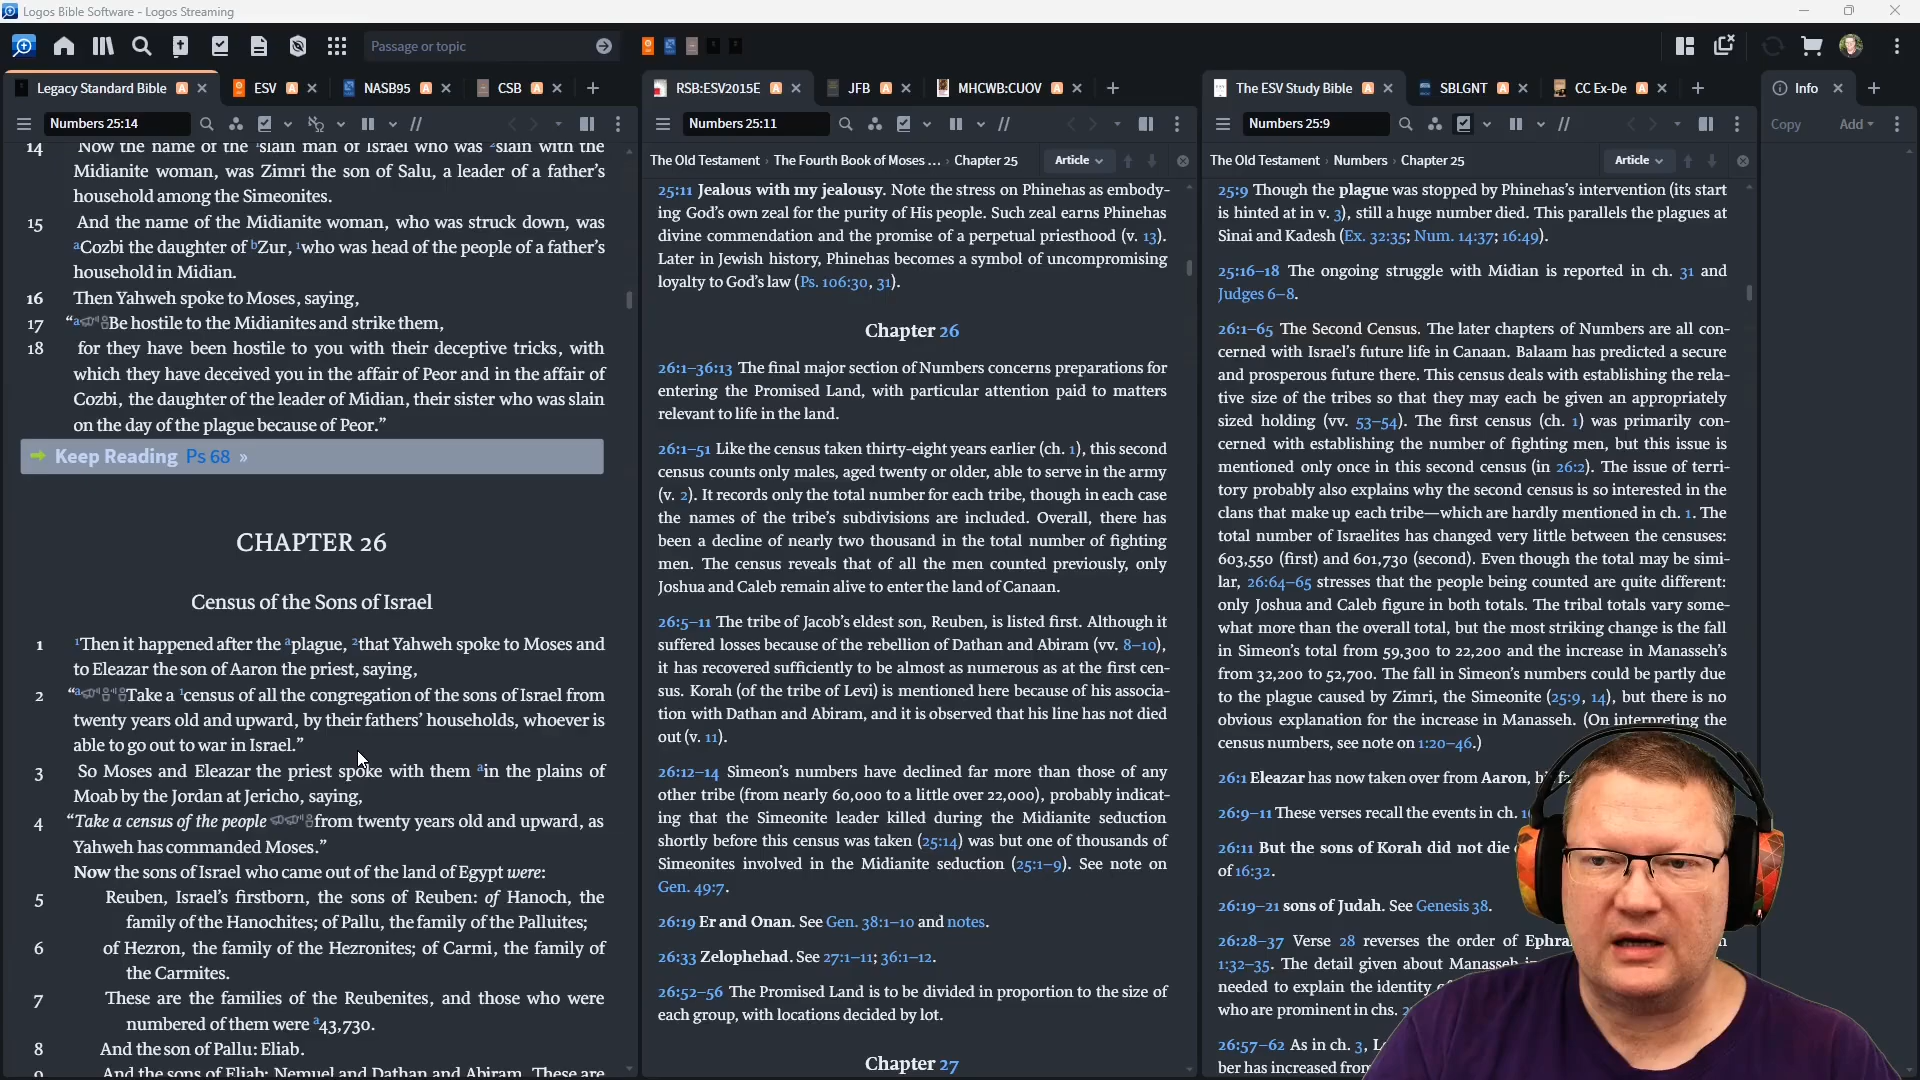 Logos Bible Software - Logos Streaming
Passage or topic
Legacy Standard Bible A
ESV A
NASB95 A
CSB A
RSB:ESV2015E A
JFB A
MHCWB:CUOV A
The ESV Study Bible A
SBLGNT A
CC Ex-De A
Info
Numbers 25:14
Numbers 25:11
Numbers 25:9
Copy Add
14 Now the name of the ¹slain man of Israel who was ²slain with the
Midianite woman, was Zimri the son of Salu, a leader of a father’s
household among the Simeonites.
15 And the name of the Midianite woman, who was struck down, was
ᵃCozbi the daughter of ᵇZur, ¹who was head of the people of a father’s
household in Midian.
16 Then Yahweh spoke to Moses, saying,
17 “ᵃBe hostile to the Midianites and strike them,
18 for they have been hostile to you with their deceptive tricks, with
which they have deceived you in the affair of Peor and in the affair of
Cozbi, the daughter of the leader of Midian, their sister who was slain
on the day of the plague because of Peor.”
Keep Reading Ps 68 »
CHAPTER 26
Census of the Sons of Israel
1 ¹Then it happened after the ᵃplague, ²that Yahweh spoke to Moses and
to Eleazar the son of Aaron the priest, saying,
2 “ᵃTake a ¹census of all the congregation of the sons of Israel from
twenty years old and upward, by their fathers’ households, whoever is
able to go out to war in Israel.”
3 So Moses and Eleazar the priest spoke with them ᵃin the plains of
Moab by the Jordan at Jericho, saying,
4 “Take a census of the people from twenty years old and upward, as
Yahweh has commanded Moses.”
Now the sons of Israel who came out of the land of Egypt were:
5 Reuben, Israel’s firstborn, the sons of Reuben: of Hanoch, the
family of the Hanochites; of Pallu, the family of the Palluites;
6 of Hezron, the family of the Hezronites; of Carmi, the family of
the Carmites.
7 These are the families of the Reubenites, and those who were
numbered of them were ᵃ43,730.
8 And the son of Pallu: Eliab.
And the sons of Eliab: Nemuel and Dathan and Abiram. These are
The Old Testament › The Fourth Book of Moses ... › Chapter 25
Article
25:11 Jealous with my jealousy. Note the stress on Phinehas as embody-
ing God’s own zeal for the purity of His people. Such zeal earns Phinehas
divine commendation and the promise of a perpetual priesthood (v. 13).
Later in Jewish history, Phinehas becomes a symbol of uncompromising
loyalty to God’s law (Ps. 106:30, 31).
Chapter 26
26:1–36:13 The final major section of Numbers concerns preparations for
entering the Promised Land, with particular attention paid to matters
relevant to life in the land.
26:1–51 Like the census taken thirty-eight years earlier (ch. 1), this second
census counts only males, aged twenty or older, able to serve in the army
(v. 2). It records only the total number for each tribe, though in each case
the names of the tribe’s subdivisions are included. Overall, there has
been a decline of nearly two thousand in the total number of fighting
men. The census reveals that of all the men counted previously, only
Joshua and Caleb remain alive to enter the land of Canaan.
26:5–11 The tribe of Jacob’s eldest son, Reuben, is listed first. Although it
suffered losses because of the rebellion of Dathan and Abiram (vv. 8–10),
it has recovered sufficiently to be almost as numerous as at the first cen-
sus. Korah (of the tribe of Levi) is mentioned here because of his associa-
tion with Dathan and Abiram, and it is observed that his line has not died
out (v. 11).
26:12–14 Simeon’s numbers have declined far more than those of any
other tribe (from nearly 60,000 to a little over 22,000), probably indicat-
ing that the Simeonite leader killed during the Midianite seduction
shortly before this census was taken (25:14) was but one of thousands of
Simeonites involved in the Midianite seduction (25:1–9). See note on
Gen. 49:7.
26:19 Er and Onan. See Gen. 38:1–10 and notes.
26:33 Zelophehad. See 27:1–11; 36:1–12.
26:52–56 The Promised Land is to be divided in proportion to the size of
each group, with locations decided by lot.
Chapter 27
The Old Testament › Numbers › Chapter 25
Article
25:9 Though the plague was stopped by Phinehas’s intervention (its start
is hinted at in v. 3), still a huge number died. This parallels the plagues at
Sinai and Kadesh (Ex. 32:35; Num. 14:37; 16:49).
25:16–18 The ongoing struggle with Midian is reported in ch. 31 and
Judges 6–8.
26:1–65 The Second Census. The later chapters of Numbers are all con-
cerned with Israel’s future life in Canaan. Balaam has predicted a secure
and prosperous future there. This census deals with establishing the rela-
tive size of the tribes so that they may each be given an appropriately
sized holding (vv. 53–54). The first census (ch. 1) was primarily con-
cerned with establishing the number of fighting men, but this issue is
mentioned only once in this second census (in 26:2). The issue of terri-
tory probably also explains why the second census is so interested in the
clans that make up each tribe—which are hardly mentioned in ch. 1. The
total number of Israelites has changed very little between the censuses:
603,550 (first) and 601,730 (second). Even though the total may be simi-
lar, 26:64–65 stresses that the people being counted are quite different:
only Joshua and Caleb figure in both totals. The tribal totals vary some-
what more than the overall total, but the most striking change is the fall
in Simeon’s total from 59,300 to 22,200 and the increase in Manasseh’s
from 32,200 to 52,700. The fall in Simeon’s numbers could be partly due
to the plague caused by Zimri, the Simeonite (25:9, 14), but there is no
obvious explanation for the increase in Manasseh. (On interpreting the
census numbers, see note on 1:20–46.)
26:1 Eleazar has now taken over from Aaron,
26:9–11 These verses recall the events in ch.
26:11 But the sons of Korah did not die
of 16:32.
26:19–21 sons of Judah. See Genesis 38.
26:28–37 Verse 28 reverses the order of
1:32–35. The detail given about Manasseh
needed to explain the identity
who are prominent in chs.
26:57–62 As in ch. 3,
ber has increased from